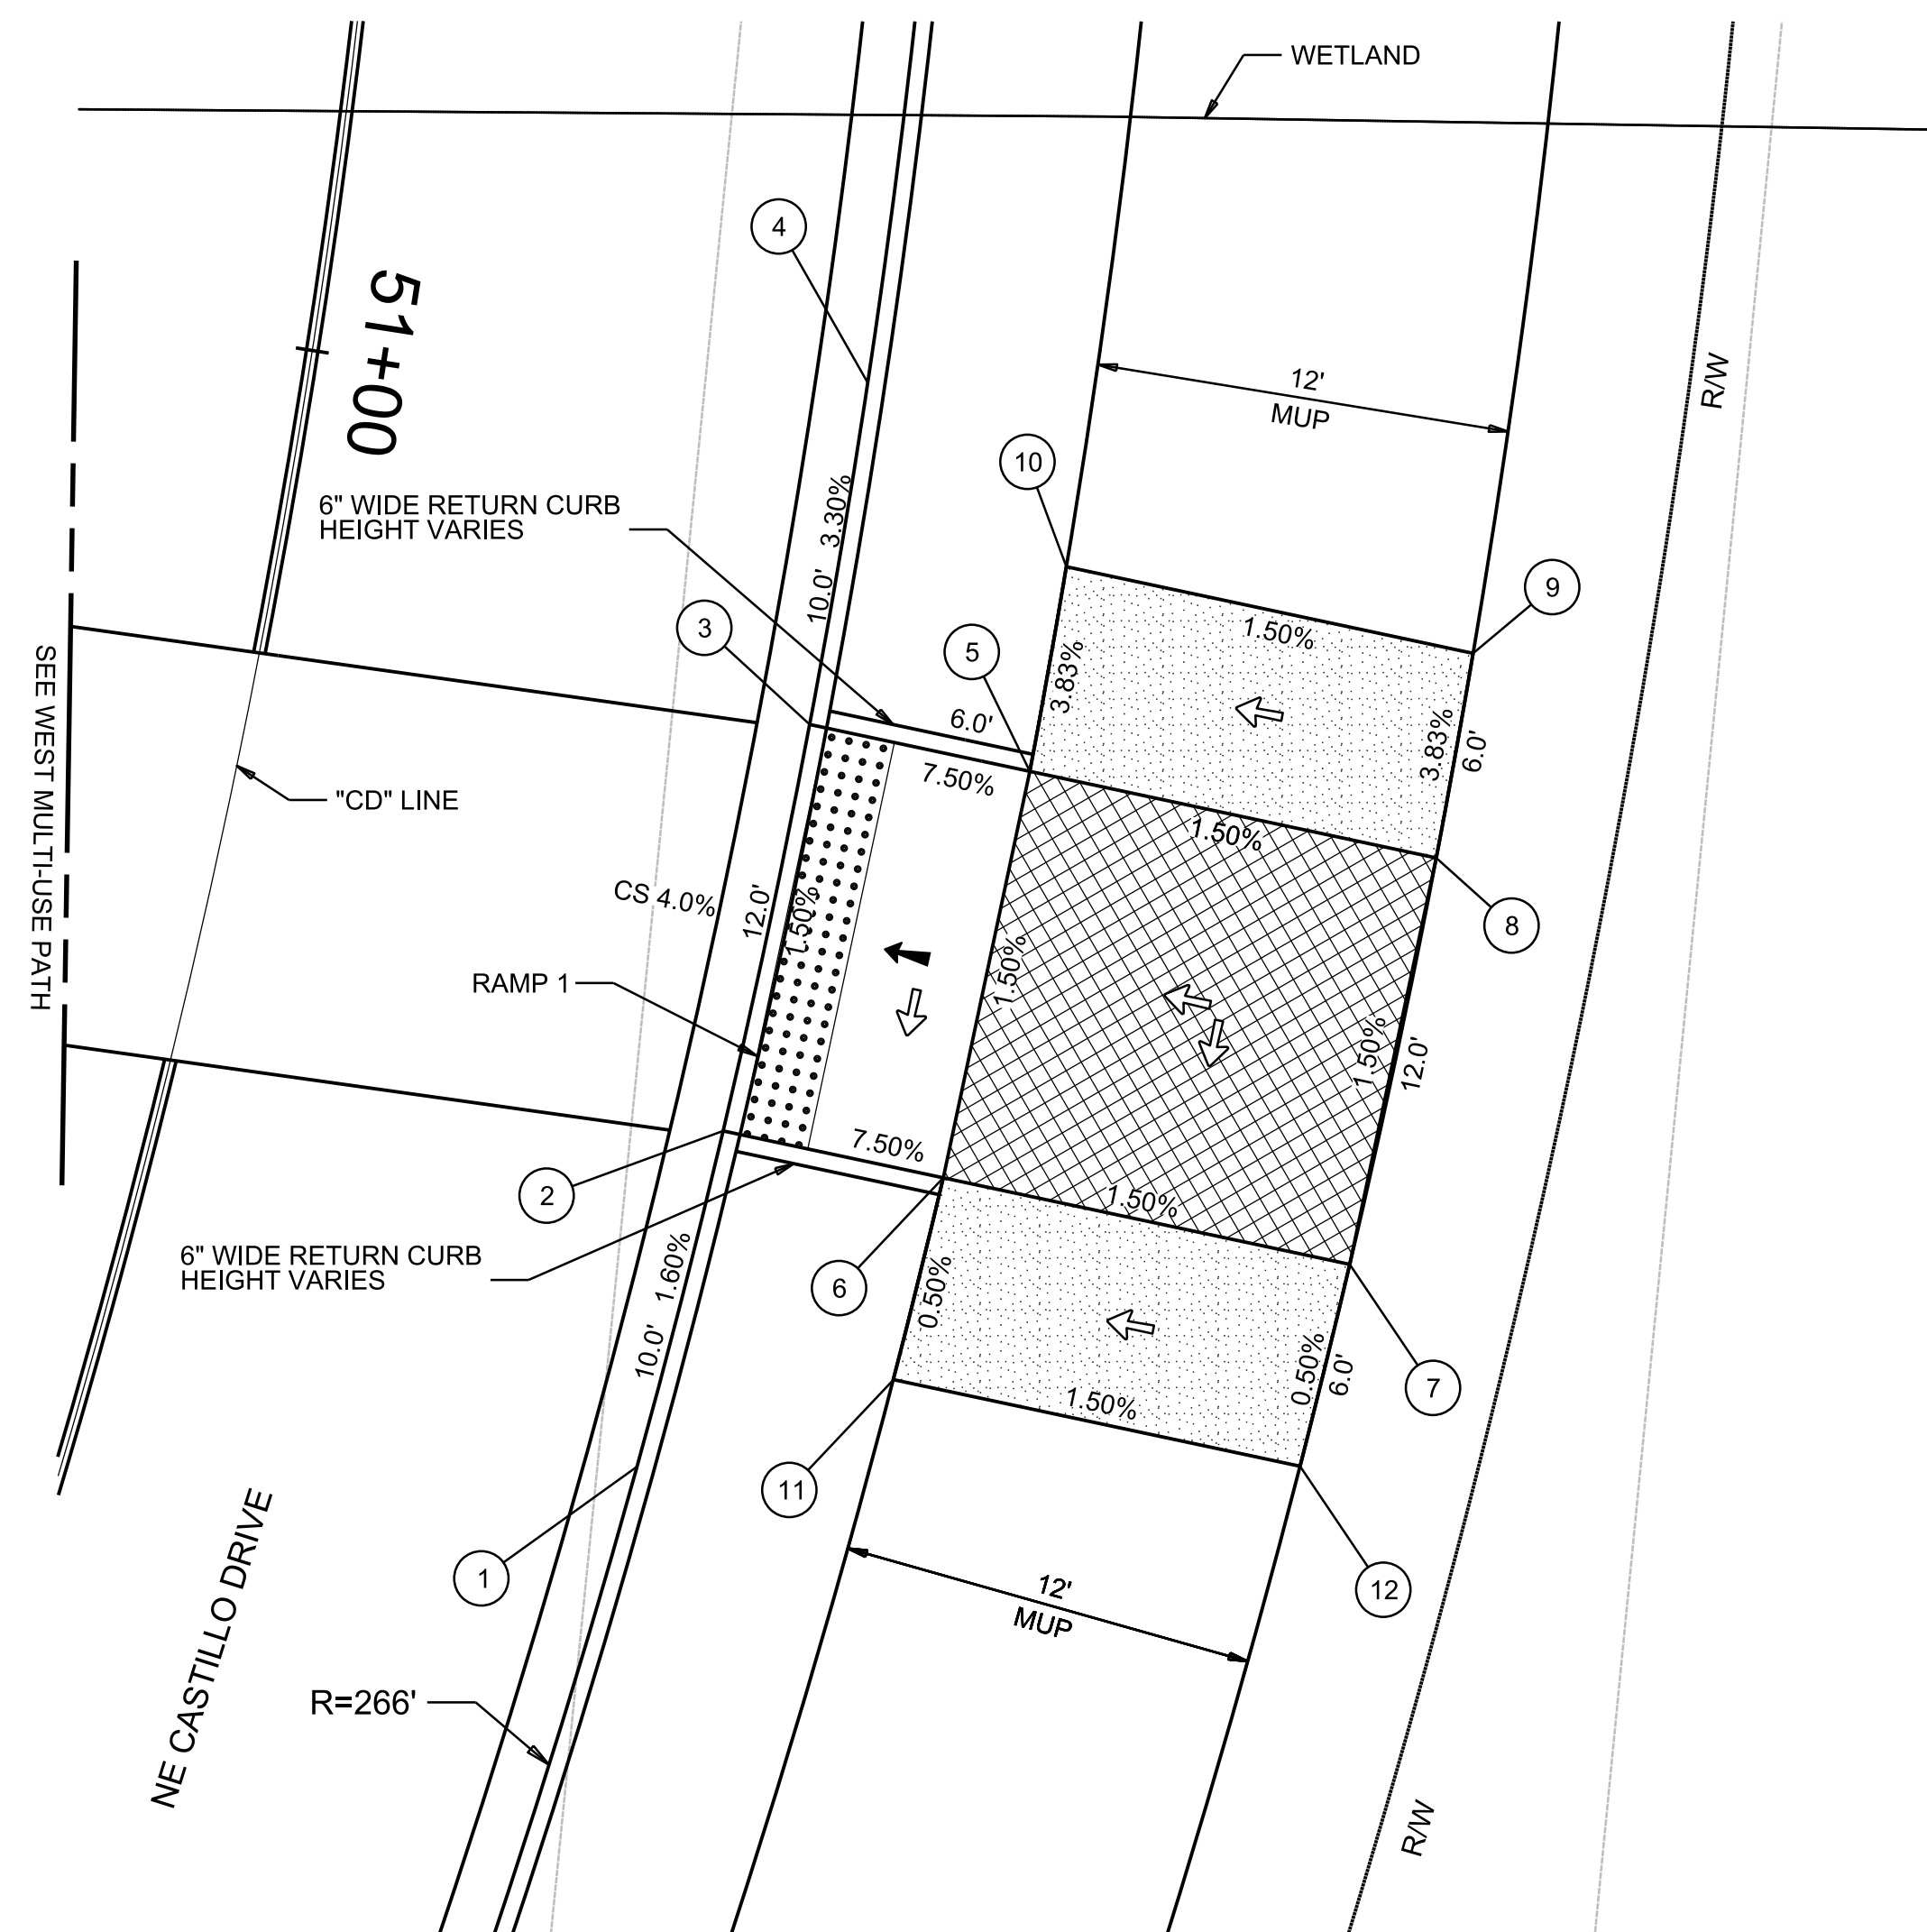 WETLAND
4
51+00
12'
MUP
R/W
10
6" WIDE RETURN CURB
HEIGHT VARIES
3.30%
10.0'
3
5
9
1.50%
3.83%
3.83%
6.0'
6.0'
SEE WEST MULTI-USE PATH
"CD" LINE
7.50%
1.50%
CS 4.0%
12.0'
1.50%
8
RAMP 1
1.50%
1.50%
12.0'
7.50%
2
1.50%
6" WIDE RETURN CURB
HEIGHT VARIES
1.60%
10.0'
6
0.50%
0.50%
6.0'
7
1.50%
11
1
12
12'
MUP
NE CASTILLO DRIVE
R=266'
R/W